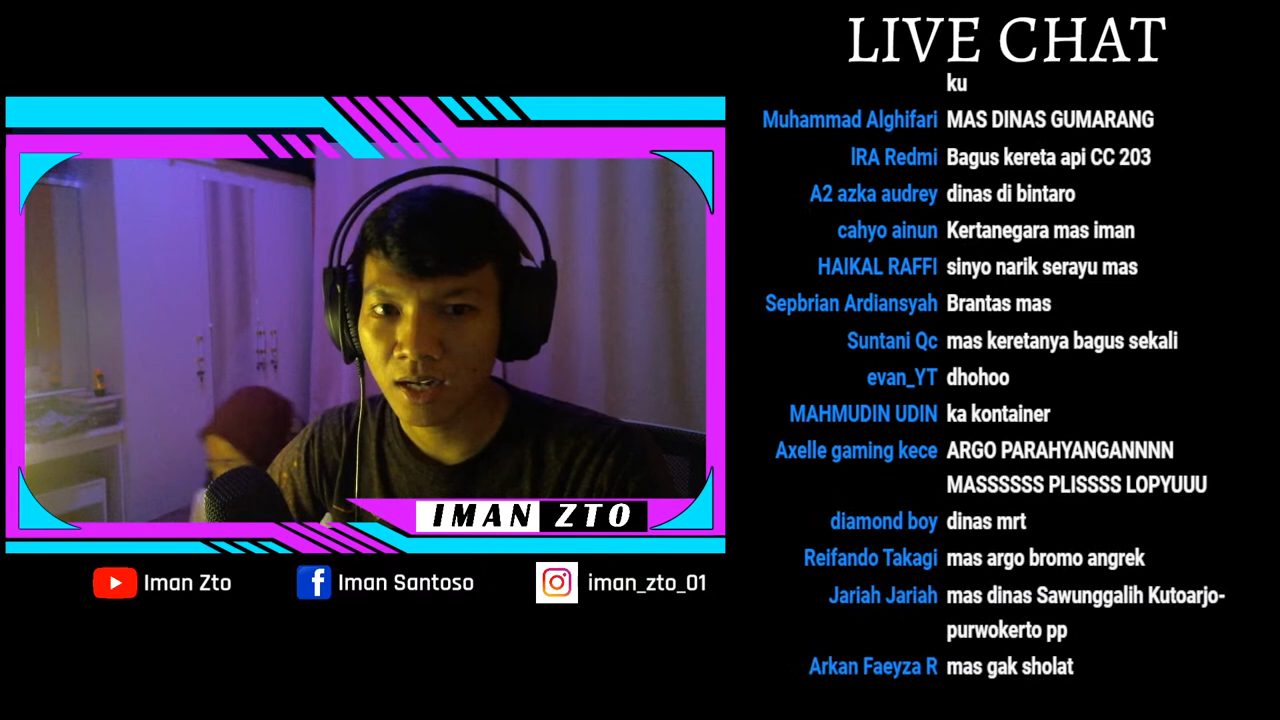 LIVE CHAT
ku
Muhammad Alghifari MAS DINAS GUMARANG
IRA Redmi Bagus kereta api CC 203
A2 azka audrey dinas di bintaro
cahyo ainun Kertanegara mas iman
HAIKAL RAFFI sinyo narik serayu mas
Sepbrian Ardiansyah Brantas mas
Suntani Qc mas keretanya bagus sekali
evan_YT dhohoo
MAHMUDIN UDIN ka kontainer
Axelle gaming kece ARGO PARAHYANGANNNN
MASSSSSS PLISSSS LOPYUUU
diamond boy dinas mrt
Reifando Takagi mas argo bromo angrek
Jariah Jariah mas dinas Sawunggalih Kutoarjo-
purwokerto pp
Arkan Faeyza R mas gak sholat
IMAN ZTO
Iman Zto
Iman Santoso
iman_zto_01